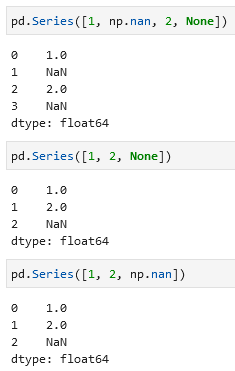 pd.Series([1, np.nan, 2, None])
0    1.0
1    NaN
2    2.0
3    NaN
dtype: float64
pd.Series([1, 2, None])
0    1.0
1    2.0
2    NaN
dtype: float64
pd.Series([1, 2, np.nan])
0    1.0
1    2.0
2    NaN
dtype: float64